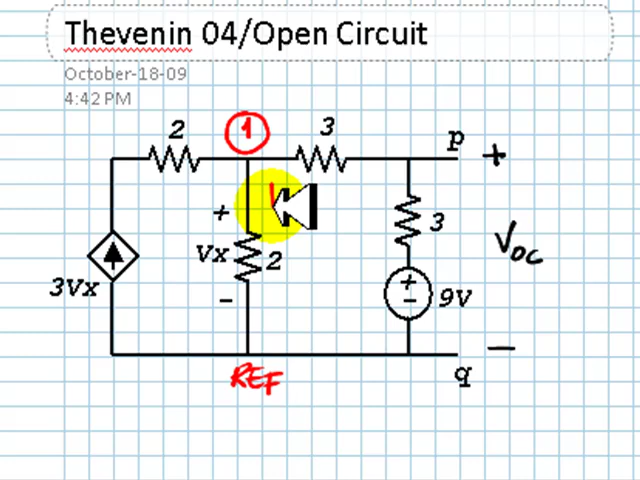 Thevenin 04/Open Circuit
October-18-09
4:42 PM
2
1
3
p
+
+
3
Voc
Vx
2
3Vx
+
-
9V
-
REF
q
-